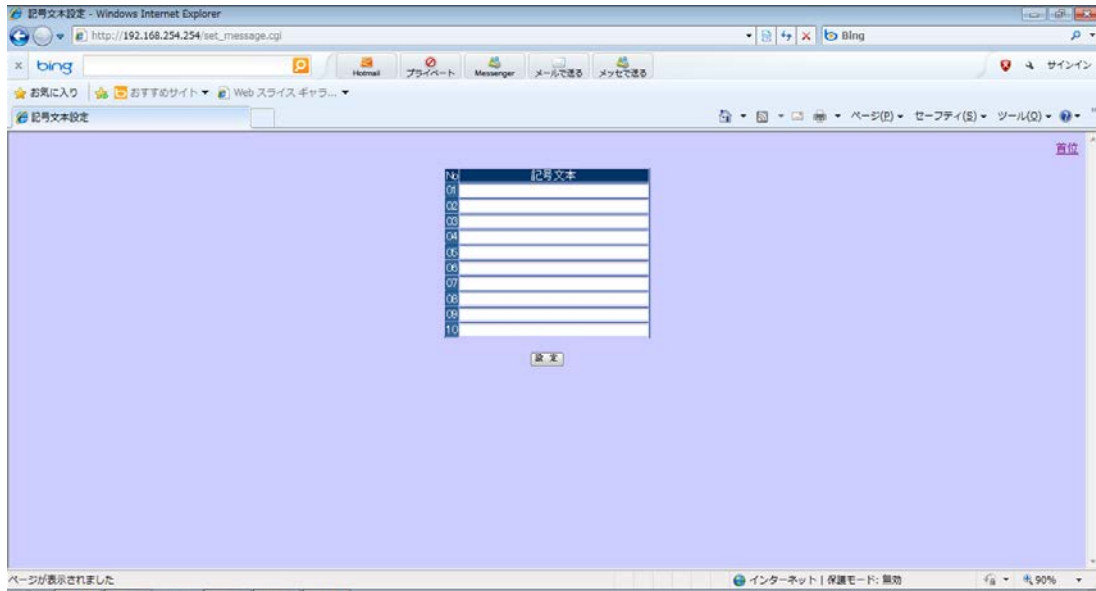 記号文本設定 - Windows Internet Explorer
http://192.168.254.254/set_message.cgi
Bing
x bing
Hotmail プライベート Messenger メールで送る メッセで送る
サインイン
お気に入り おすすめサイト Web スライス ギャラ...
記号文本設定
ページ(P) セーフティ(S) ツール(O)
首位
No 記号文本
01
02
03
04
05
06
07
08
09
10
設 定
ページが表示されました
インターネット | 保護モード: 無効
90%